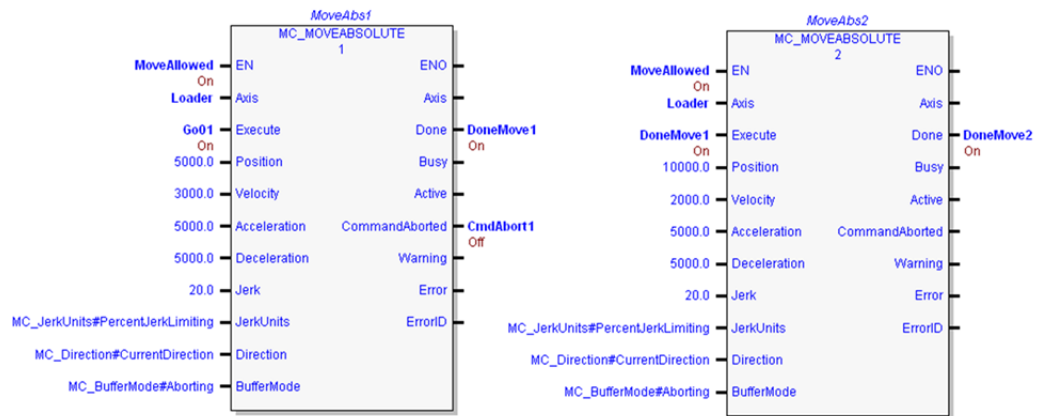 MoveAbs1
MC_MOVEABSOLUTE
1
MoveAllowed EN ENO
On
Loader Axis Axis
Go01 Execute Done DoneMove1
On On
5000.0 Position Busy
3000.0 Velocity Active
5000.0 Acceleration CommandAborted CmdAbort1
Off
5000.0 Deceleration Warning
20.0 Jerk Error
MC_JerkUnits#PercentJerkLimiting JerkUnits ErrorID
MC_Direction#CurrentDirection Direction
MC_BufferMode#Aborting BufferMode
MoveAbs2
MC_MOVEABSOLUTE
2
MoveAllowed EN ENO
On
Loader Axis Axis
DoneMove1 Execute Done DoneMove2
On On
10000.0 Position Busy
2000.0 Velocity Active
5000.0 Acceleration CommandAborted
5000.0 Deceleration Warning
20.0 Jerk Error
MC_JerkUnits#PercentJerkLimiting JerkUnits ErrorID
MC_Direction#CurrentDirection Direction
MC_BufferMode#Aborting BufferMode